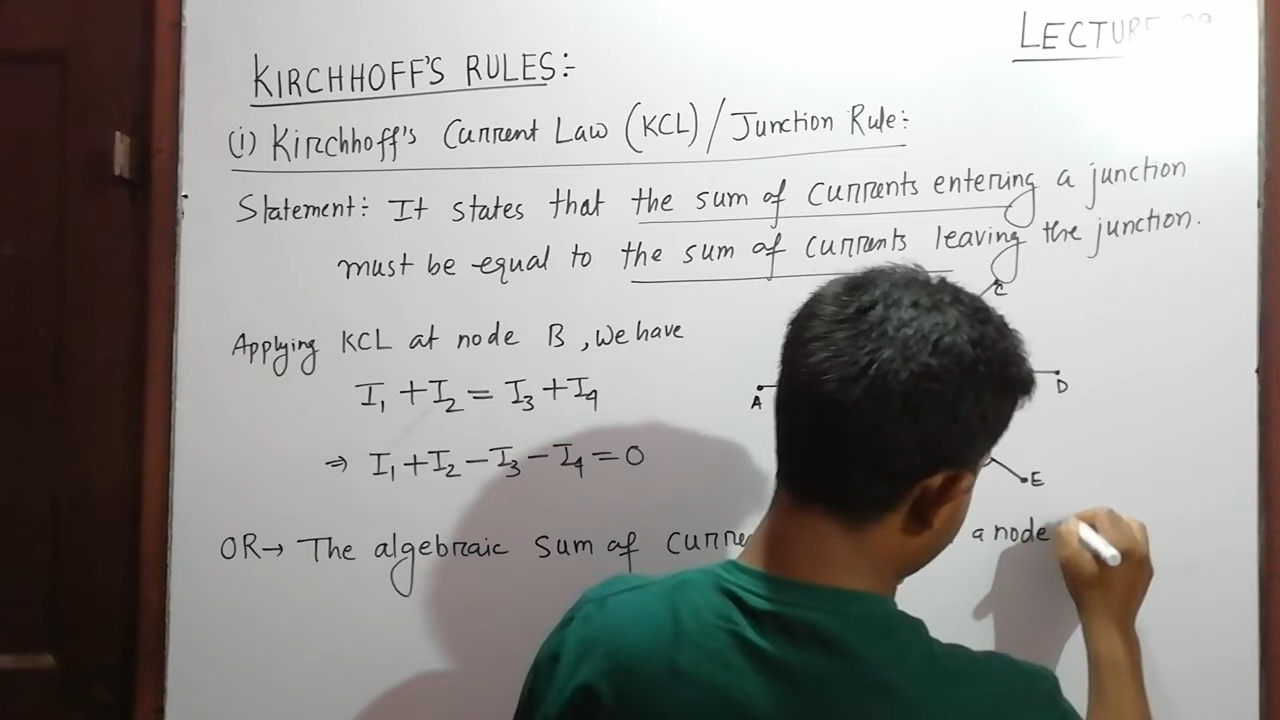 LECTURE
KIRCHHOFF'S RULES:-
(i) Kirchhoff's Current Law (KCL) / Junction Rule:-
Statement:- It states that the sum of currents entering a junction
must be equal to the sum of currents leaving the junction.
C
Applying KCL at node B, we have
A
D
I₁ + I₂ = I₃ + I₄
⇒ I₁ + I₂ − I₃ − I₄ = 0
E
OR→ The algebraic sum of a node